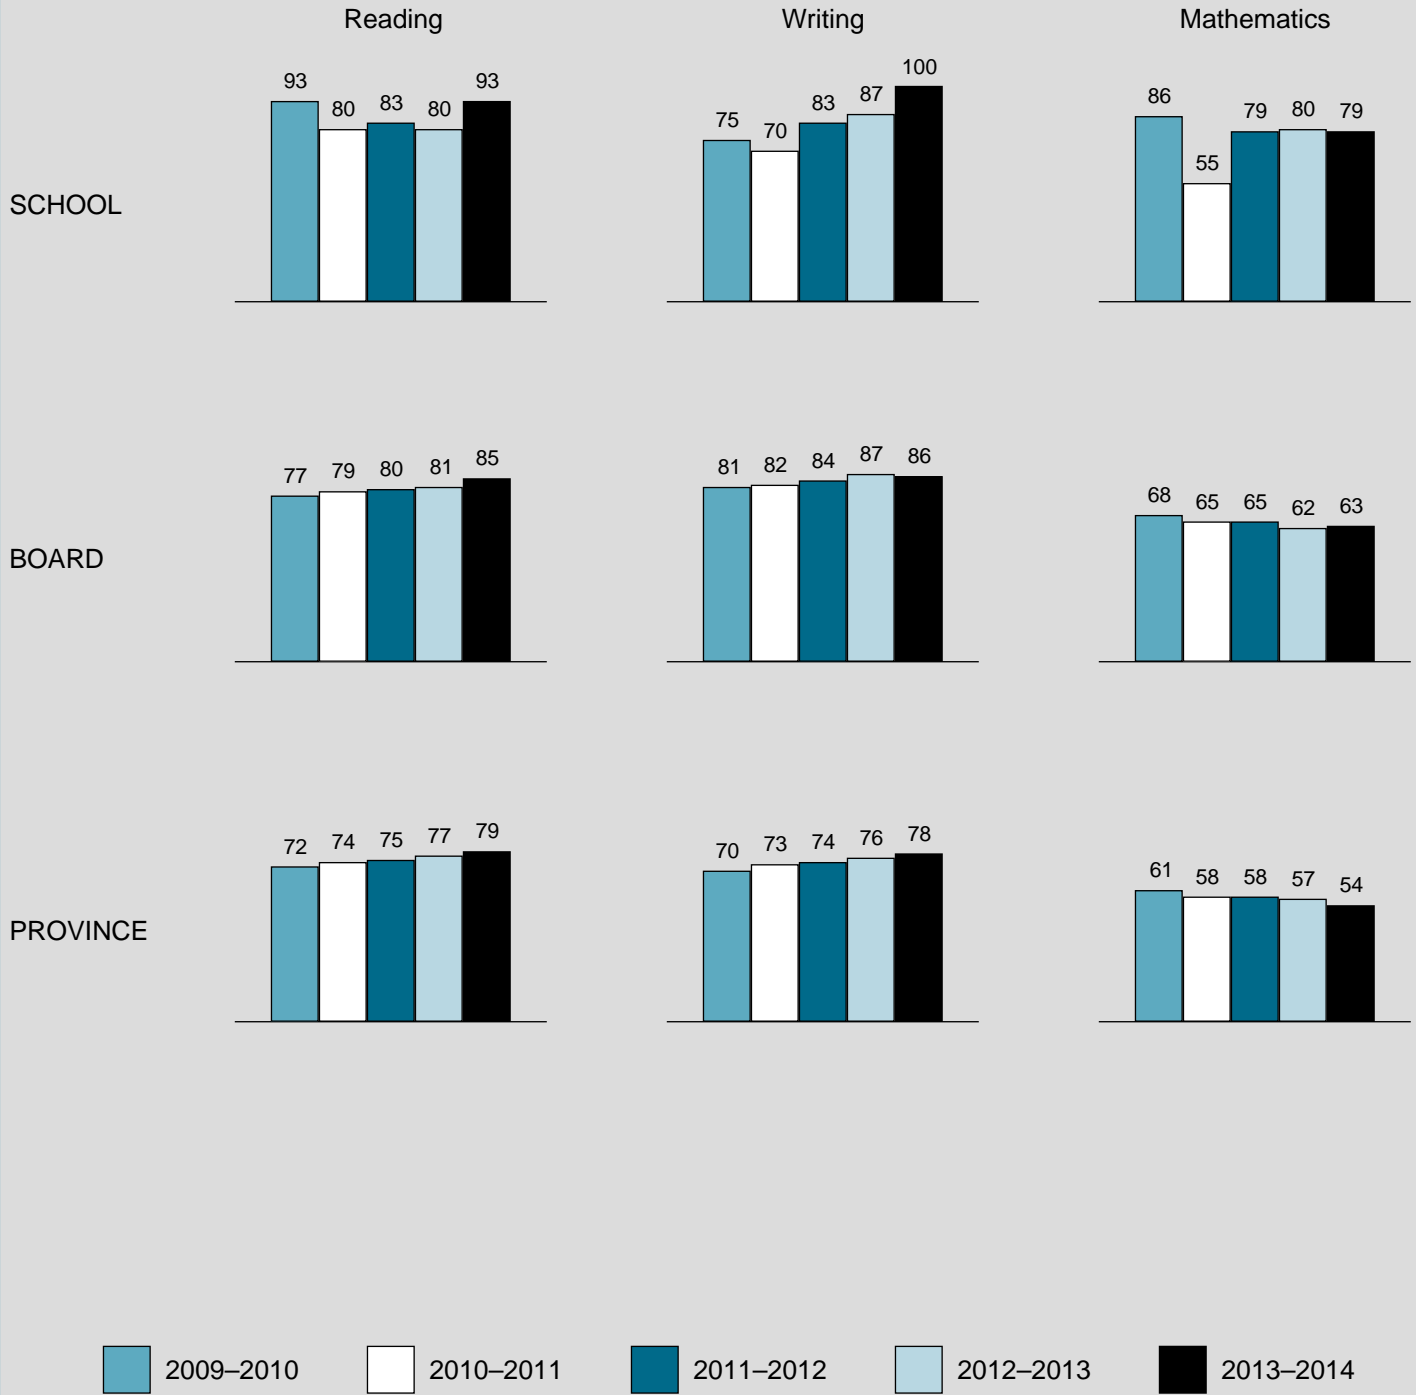 Reading Writing Mathematics
93 80 83 80 93
75 70 83 87 100
86 55 79 80 79
SCHOOL
77 79 80 81 85
81 82 84 87 86
68 65 65 62 63
BOARD
72 74 75 77 79
70 73 74 76 78
61 58 58 57 54
PROVINCE
2009–2010 2010–2011 2011–2012 2012–2013 2013–2014